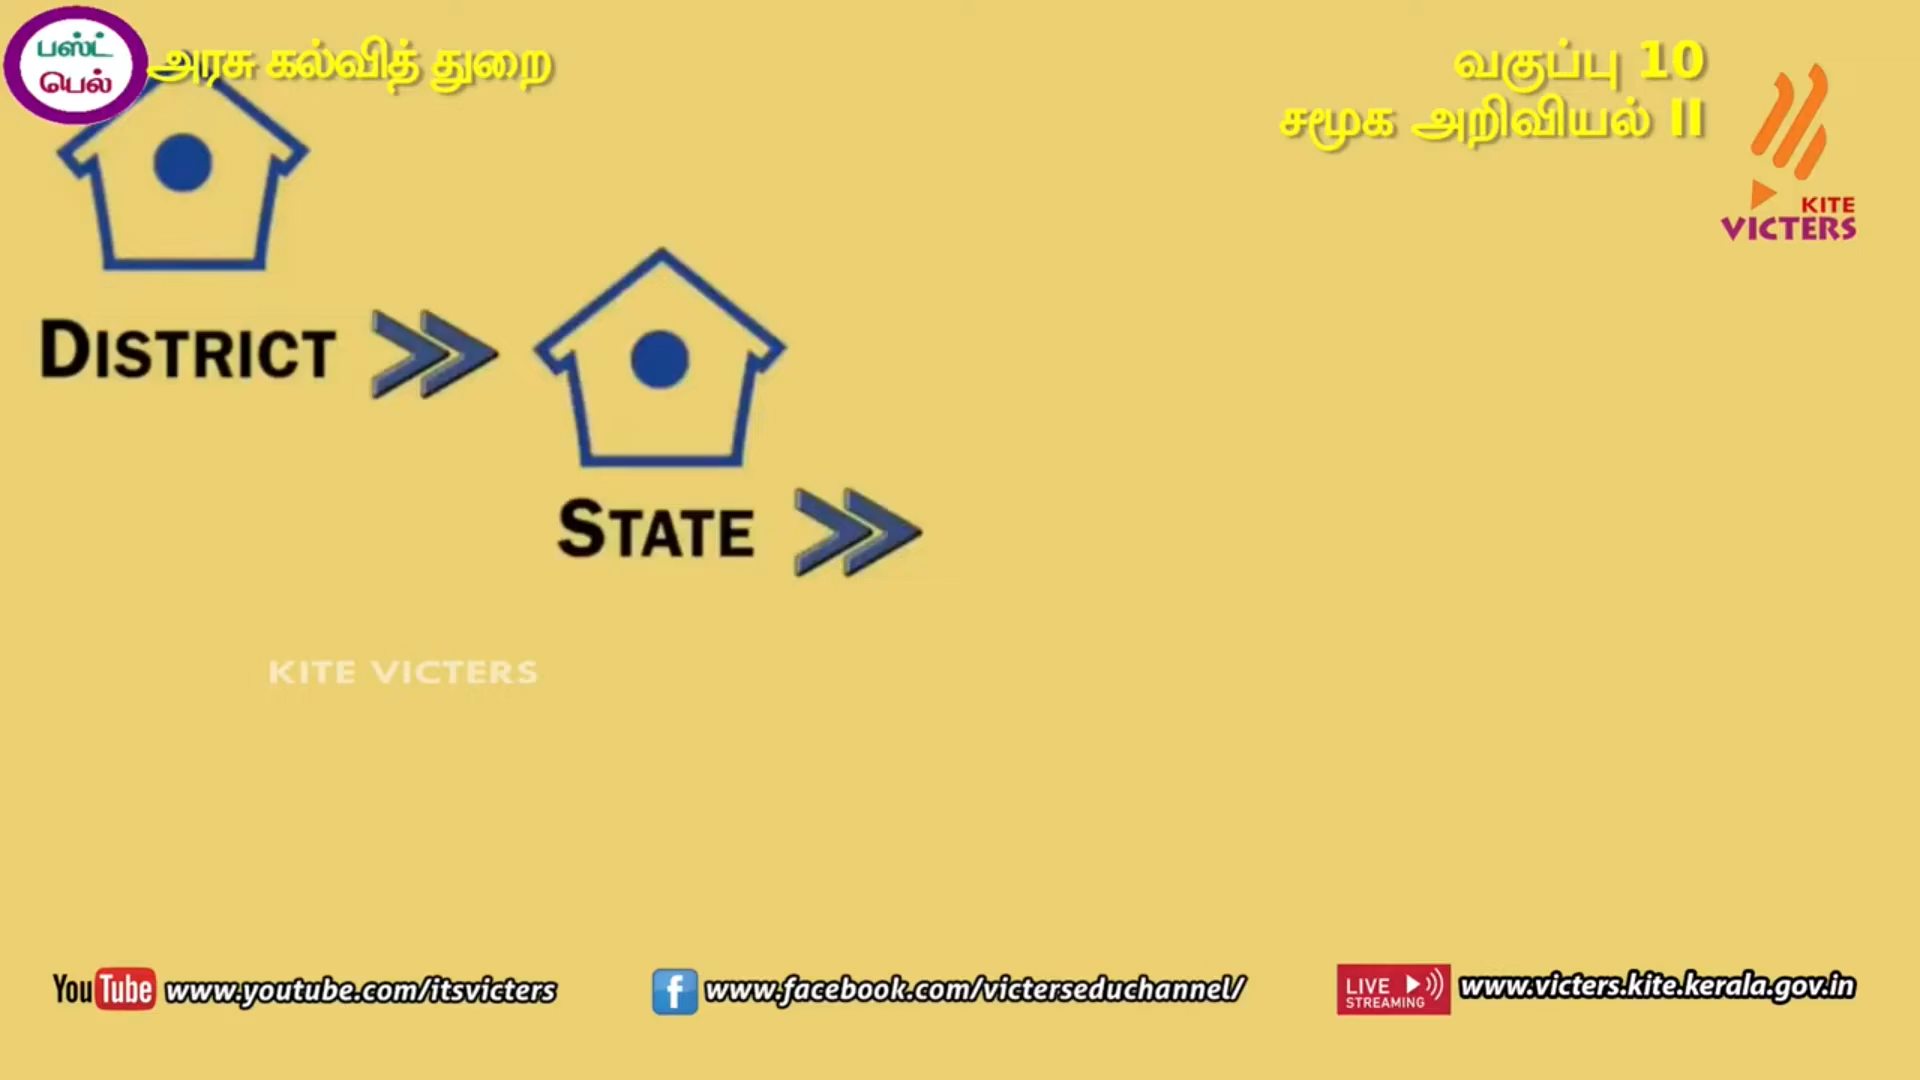 பஸ்ட்
பெல்
அரசு கல்வித் துறை
வகுப்பு 10
சமூக அறிவியல் II
KITE
VICTERS
DISTRICT
STATE
KITE VICTERS
YouTube www.youtube.com/itsvicters
f www.facebook.com/victerseduchannel/
LIVE STREAMING www.victers.kite.kerala.gov.in